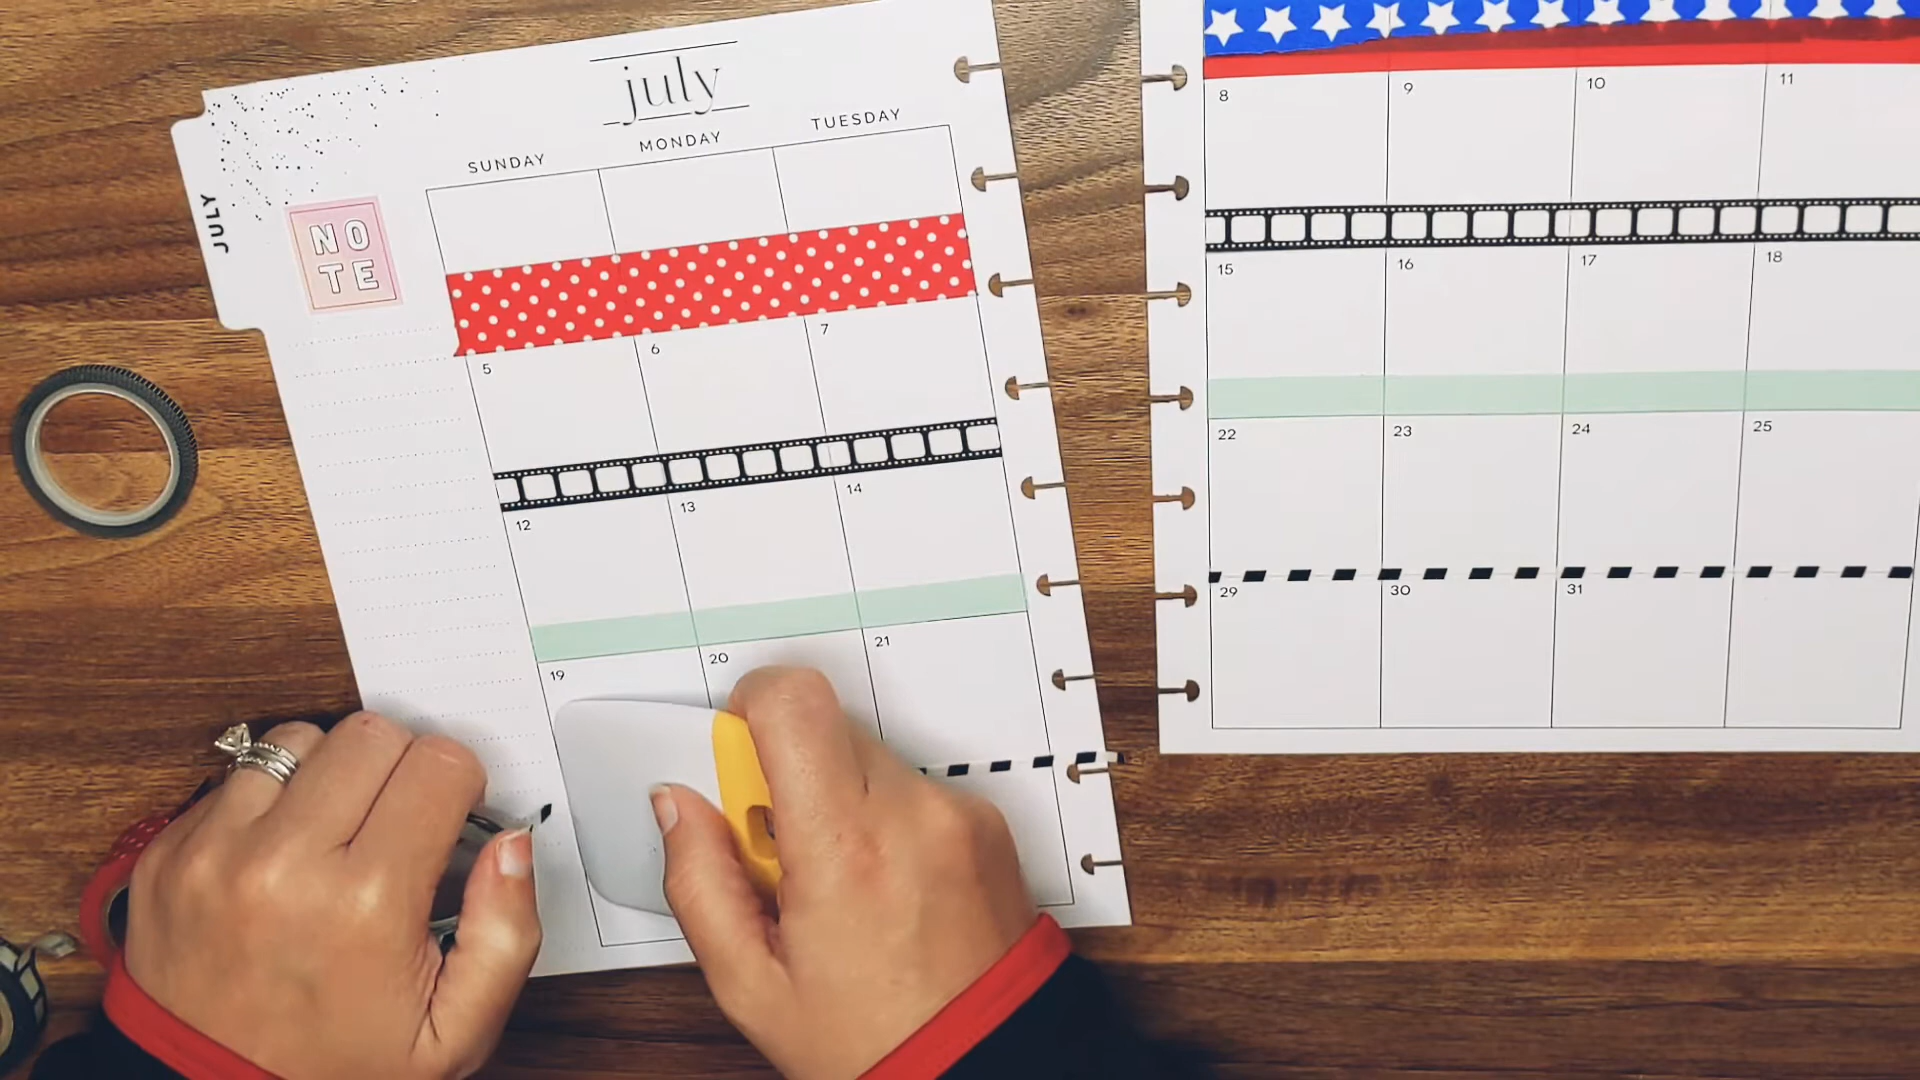 july
SUNDAY MONDAY TUESDAY
JULY
NO
TE
5 6 7
12 13 14
19 20 21
8 9 10 11
15 16 17 18
22 23 24 25
29 30 31